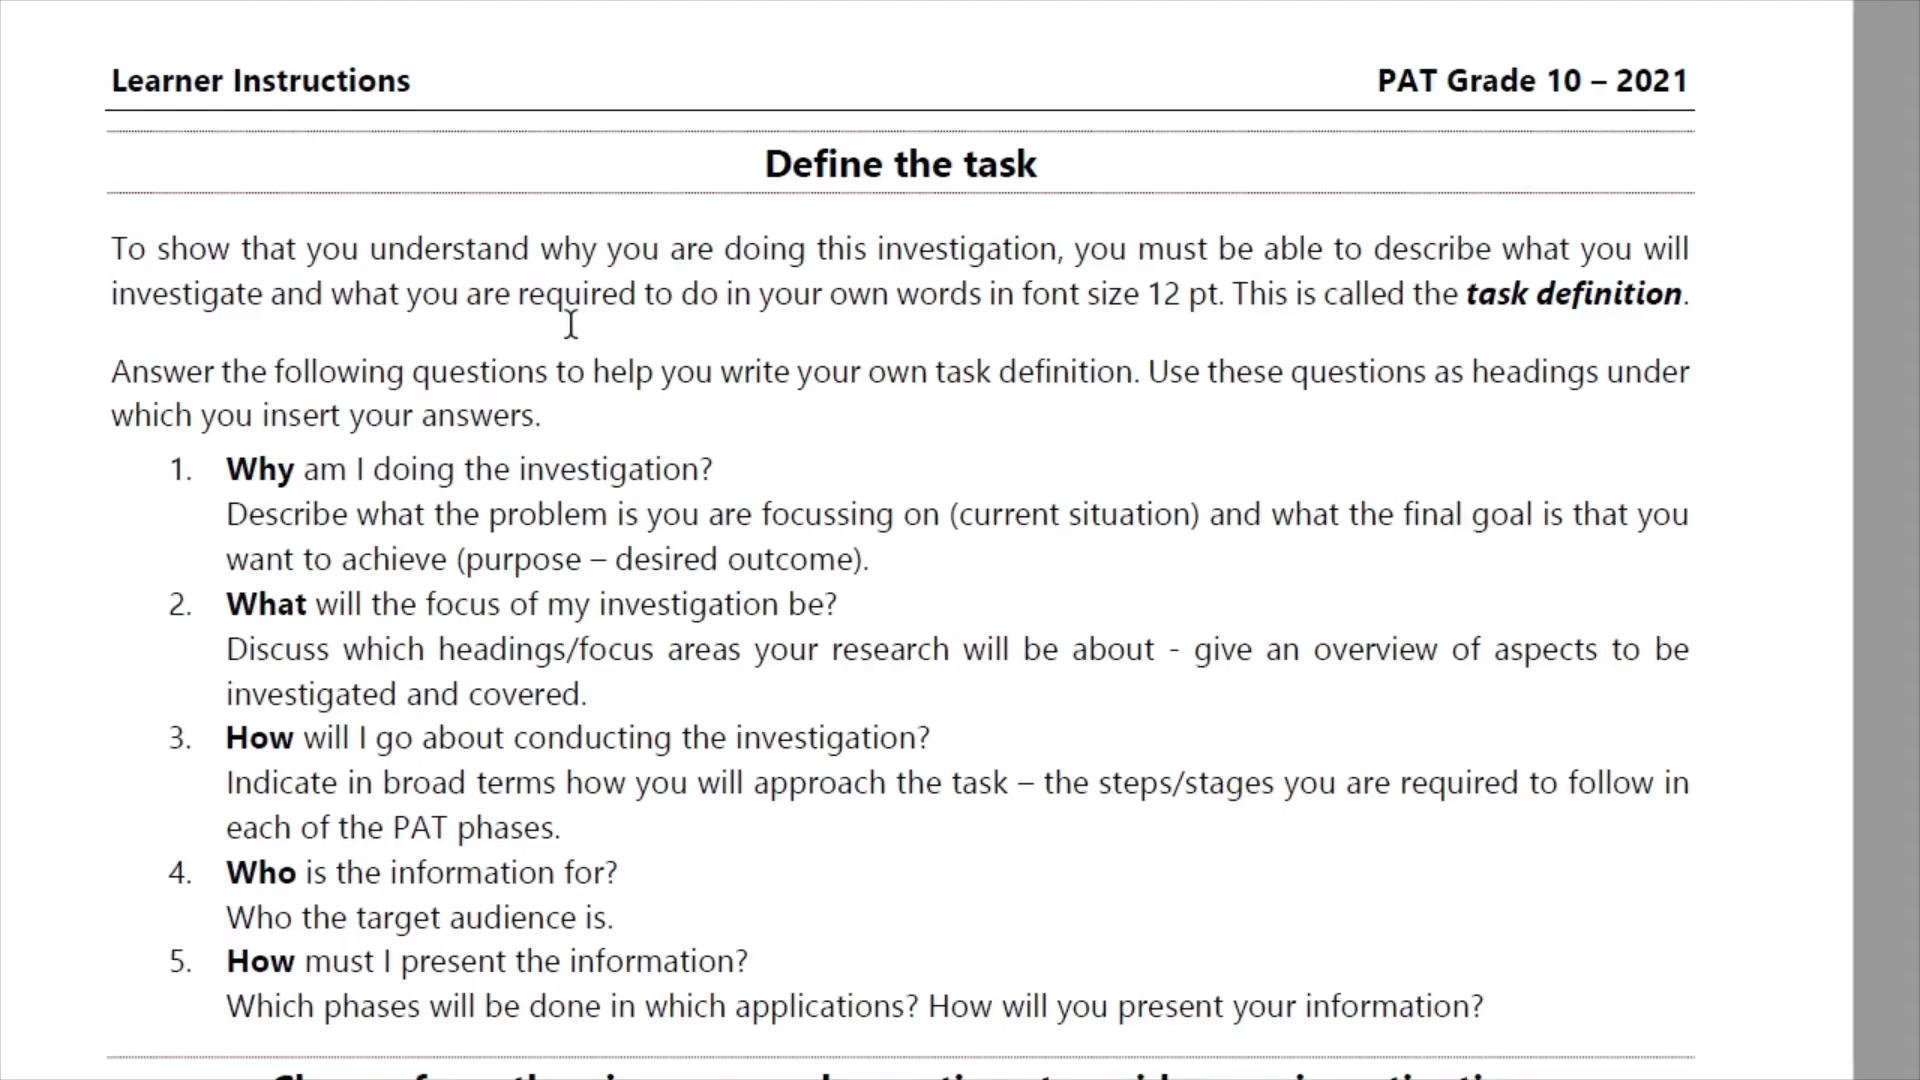 Learner Instructions PAT Grade 10 – 2021
Define the task
To show that you understand why you are doing this investigation, you must be able to describe what you will
investigate and what you are required to do in your own words in font size 12 pt. This is called the task definition.
Answer the following questions to help you write your own task definition. Use these questions as headings under
which you insert your answers.
1. Why am I doing the investigation?
Describe what the problem is you are focussing on (current situation) and what the final goal is that you
want to achieve (purpose – desired outcome).
2. What will the focus of my investigation be?
Discuss which headings/focus areas your research will be about - give an overview of aspects to be
investigated and covered.
3. How will I go about conducting the investigation?
Indicate in broad terms how you will approach the task – the steps/stages you are required to follow in
each of the PAT phases.
4. Who is the information for?
Who the target audience is.
5. How must I present the information?
Which phases will be done in which applications? How will you present your information?